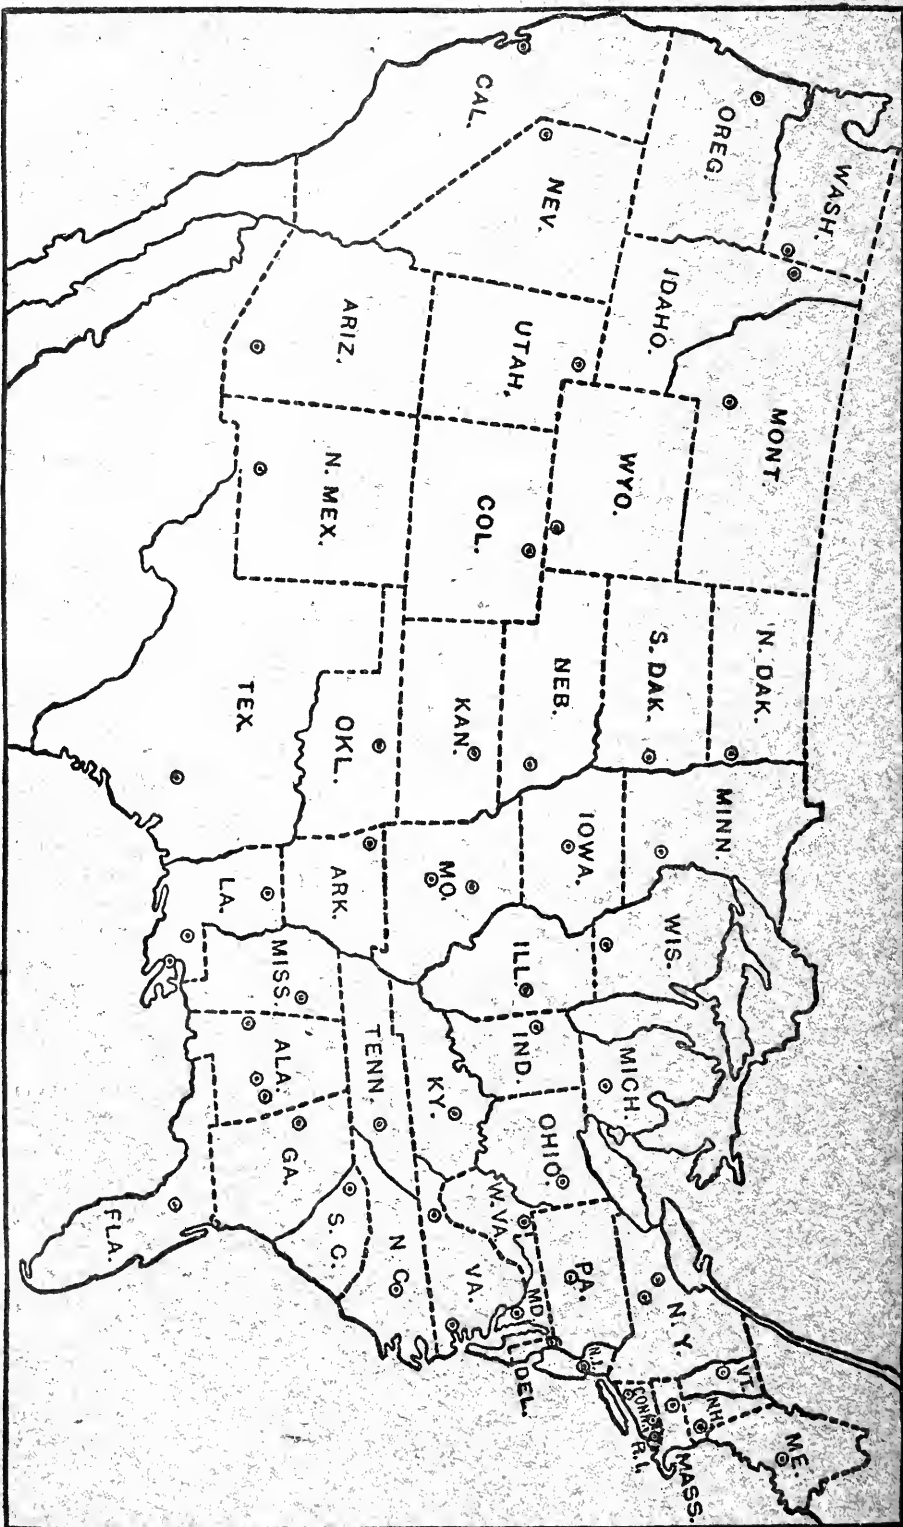 WASH.
OREG.
CAL.
NEV.
IDAHO.
MONT.
WYO.
UTAH,
ARIZ.
COL.
N. MEX.
N. DAK.
S. DAK.
NEB.
KAN.
OKL.
TEX.
MINN.
IOWA.
MO.
ARK.
LA.
WIS.
ILL.
MICH.
IND.
OHIO.
KY.
TENN.
MISS.
ALA.
GA.
FLA.
S. C.
N. C.
VA.
W. VA.
MD.
DEL.
PA.
N.J.
N. Y.
CONN.
R.I.
MASS.
VT.
N.H.
ME.